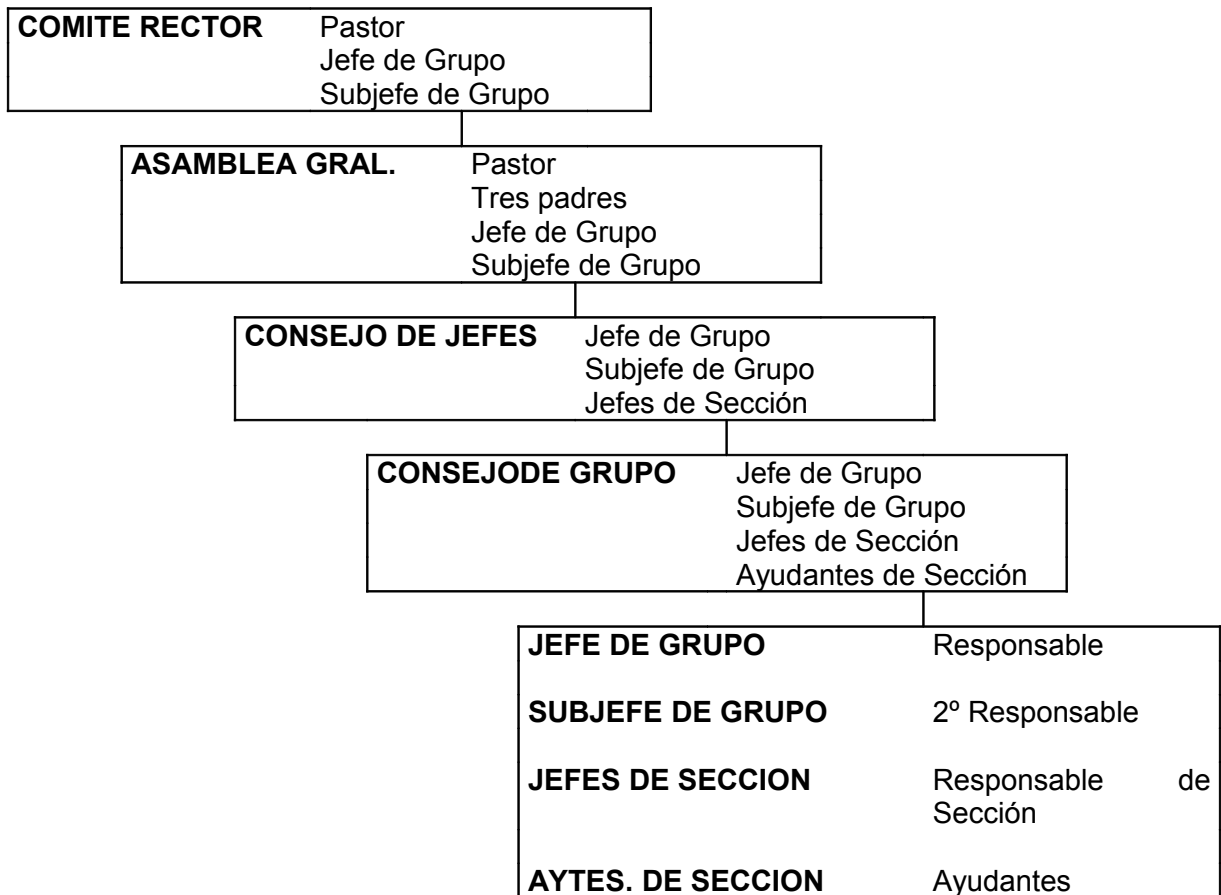 COMITE RECTOR Pastor
Jefe de Grupo
Subjefe de Grupo
ASAMBLEA GRAL. Pastor
Tres padres
Jefe de Grupo
Subjefe de Grupo
CONSEJO DE JEFES Jefe de Grupo
Subjefe de Grupo
Jefes de Sección
CONSEJODE GRUPO Jefe de Grupo
Subjefe de Grupo
Jefes de Sección
Ayudantes de Sección
JEFE DE GRUPO Responsable
SUBJEFE DE GRUPO 2º Responsable
JEFES DE SECCION Responsable de
Sección
AYTES. DE SECCION Ayudantes